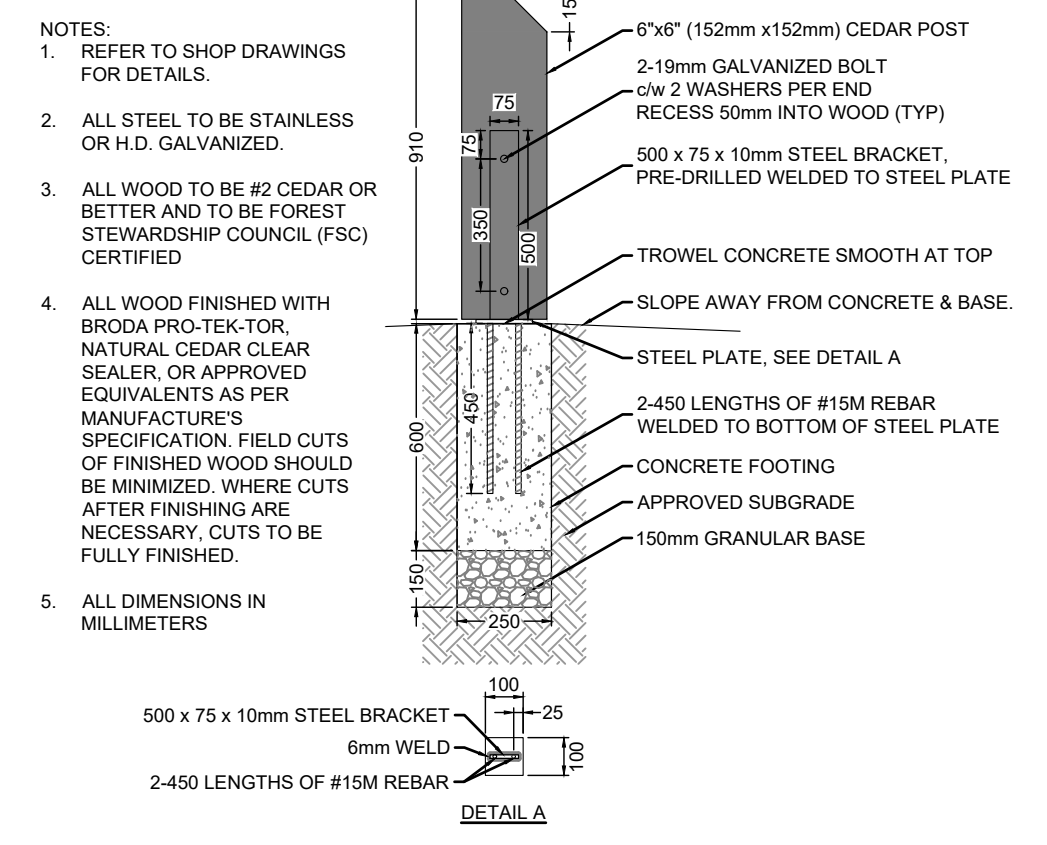 NOTES:
1. REFER TO SHOP DRAWINGS
FOR DETAILS.
2. ALL STEEL TO BE STAINLESS
OR H.D. GALVANIZED.
3. ALL WOOD TO BE #2 CEDAR OR
BETTER AND TO BE FOREST
STEWARDSHIP COUNCIL (FSC)
CERTIFIED
4. ALL WOOD FINISHED WITH
BRODA PRO-TEK-TOR,
NATURAL CEDAR CLEAR
SEALER, OR APPROVED
EQUIVALENTS AS PER
MANUFACTURE'S
SPECIFICATION. FIELD CUTS
OF FINISHED WOOD SHOULD
BE MINIMIZED. WHERE CUTS
AFTER FINISHING ARE
NECESSARY, CUTS TO BE
FULLY FINISHED.
5. ALL DIMENSIONS IN
MILLIMETERS
910
75
75
350
500
450
600
150
250
6"x6" (152mm x152mm) CEDAR POST
2-19mm GALVANIZED BOLT
c/w 2 WASHERS PER END
RECESS 50mm INTO WOOD (TYP)
500 x 75 x 10mm STEEL BRACKET,
PRE-DRILLED WELDED TO STEEL PLATE
TROWEL CONCRETE SMOOTH AT TOP
SLOPE AWAY FROM CONCRETE & BASE.
STEEL PLATE, SEE DETAIL A
2-450 LENGTHS OF #15M REBAR
WELDED TO BOTTOM OF STEEL PLATE
CONCRETE FOOTING
APPROVED SUBGRADE
150mm GRANULAR BASE
100
25
100
500 x 75 x 10mm STEEL BRACKET
6mm WELD
2-450 LENGTHS OF #15M REBAR
DETAIL A